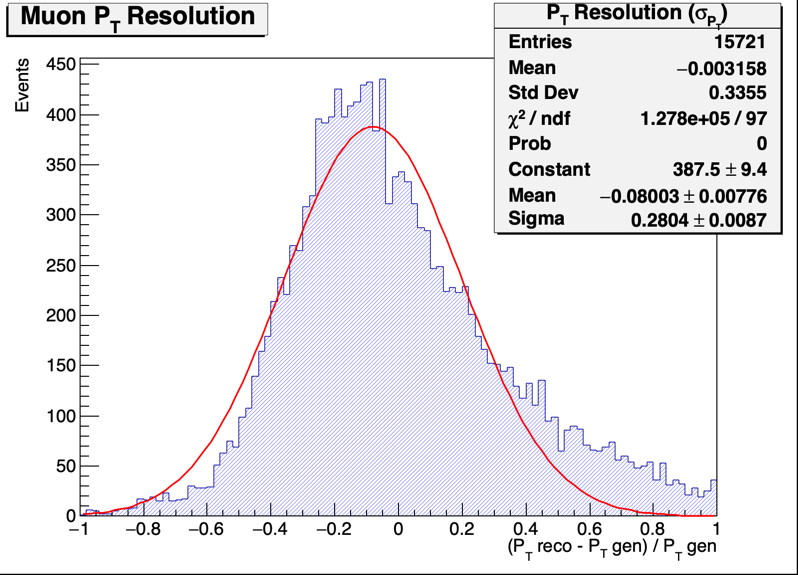 Muon P_T Resolution
P_T Resolution (σ_P_T)
Entries 15721
Mean −0.003158
Std Dev 0.3355
χ² / ndf 1.278e+05 / 97
Prob 0
Constant 387.5 ± 9.4
Mean −0.08003 ± 0.00776
Sigma 0.2804 ± 0.0087
Events
450
400
350
300
250
200
150
100
50
0
−1 −0.8 −0.6 −0.4 −0.2 0 0.2 0.4 0.6 0.8 1
(P_T reco - P_T gen) / P_T gen